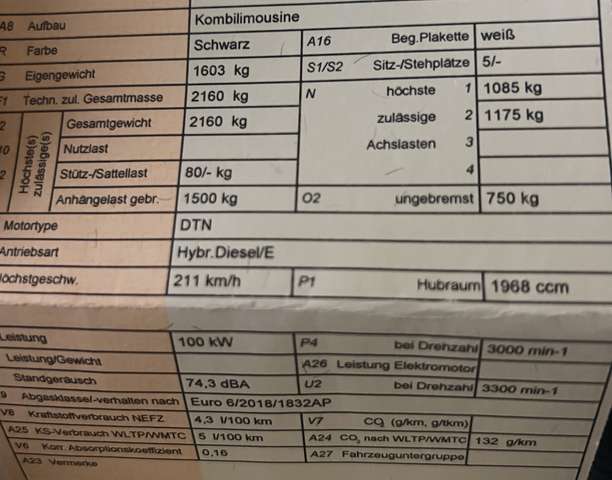 A8 Aufbau Kombilimousine
R Farbe Schwarz A16 Beg.Plakette weiß
G Eigengewicht 1603 kg S1/S2 Sitz-/Stehplätze 5/-
F1 Techn. zul. Gesamtmasse 2160 kg N höchste 1 1085 kg
Höchste(s) zulässige(s) Gesamtgewicht 2160 kg zulässige 2 1175 kg
Nutzlast Achslasten 3
Stütz-/Sattellast 80/- kg 4
Anhängelast gebr. 1500 kg O2 ungebremst 750 kg
Motortype DTN
Antriebsart Hybr.Diesel/E
Höchstgeschw. 211 km/h P1 Hubraum 1968 ccm
Leistung 100 kW P4 bei Drehzahl 3000 min-1
Leistung/Gewicht A26 Leistung Elektromotor
Standgeräusch 74,3 dBA U2 bei Drehzahl 3300 min-1
9 Abgasklasse/-verhalten nach Euro 6/2018/1832AP
V8 Kraftstoffverbrauch NEFZ 4,3 l/100 km V7 CO₂ (g/km, g/tkm)
A25 KS-Verbrauch WLTP/WMTC 5 l/100 km A24 CO₂ nach WLTP/WMTC 132 g/km
V6 Korr. Absorptionskoeffizient 0,16 A27 Fahrzeuguntergruppe
A23 Vermerke